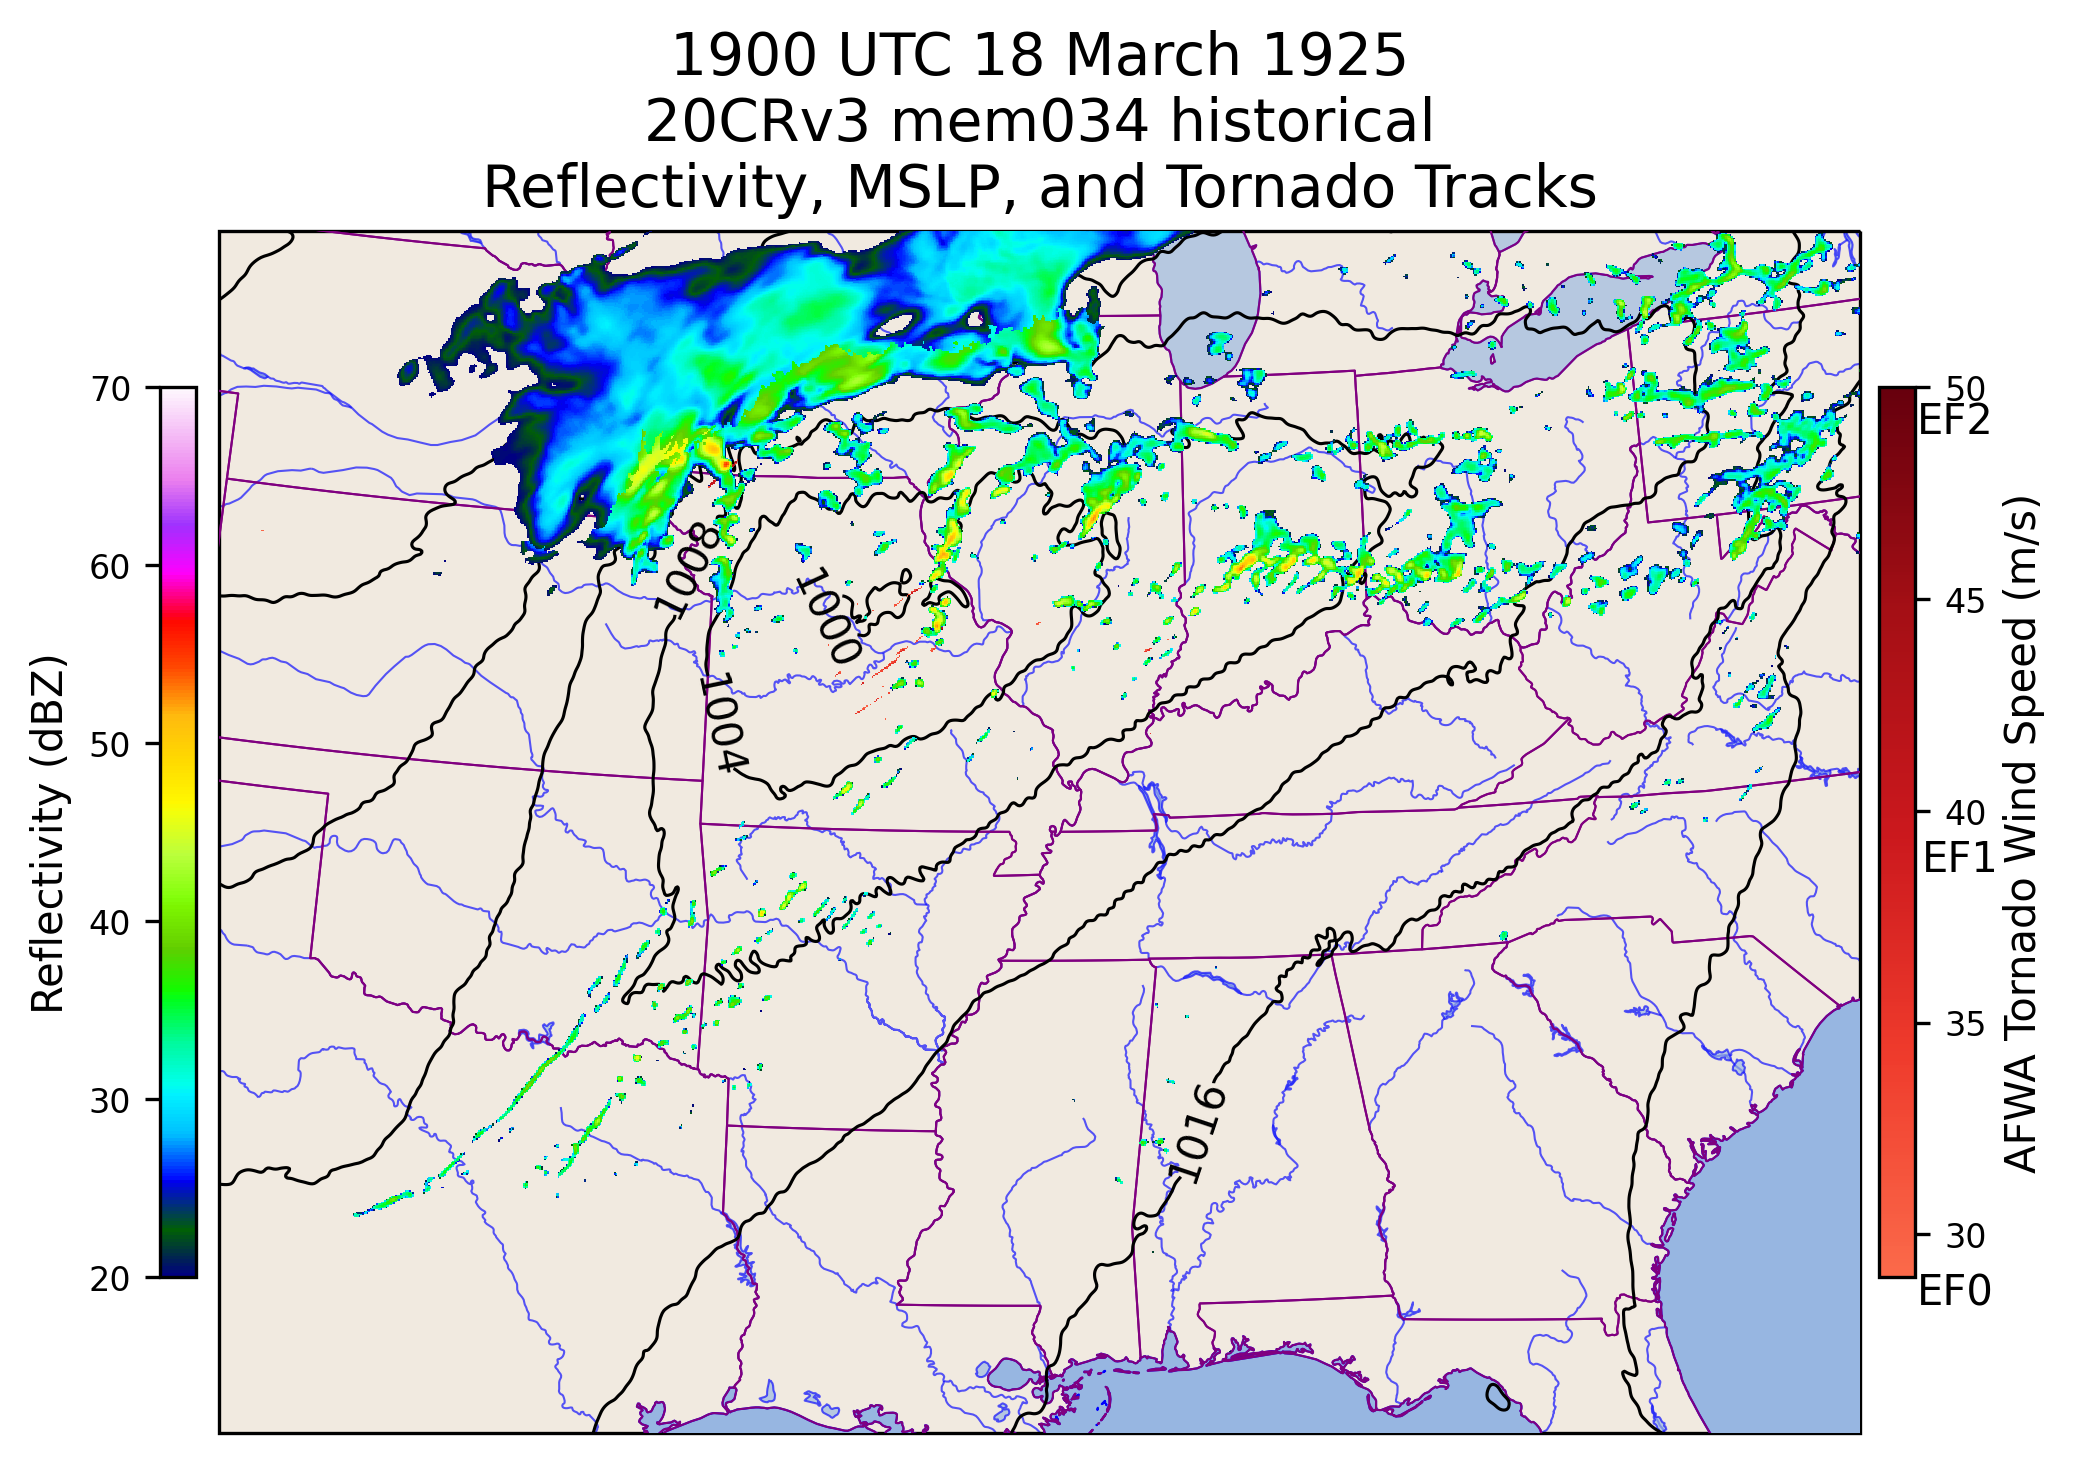 1900 UTC 18 March 1925
20CRv3 mem034 historical
Reflectivity, MSLP, and Tornado Tracks
70
60
50
40
30
20
Reflectivity (dBZ)
1008
1000
1004
1016
50
EF2
45
40
EF1
35
30
EF0
AFWA Tornado Wind Speed (m/s)